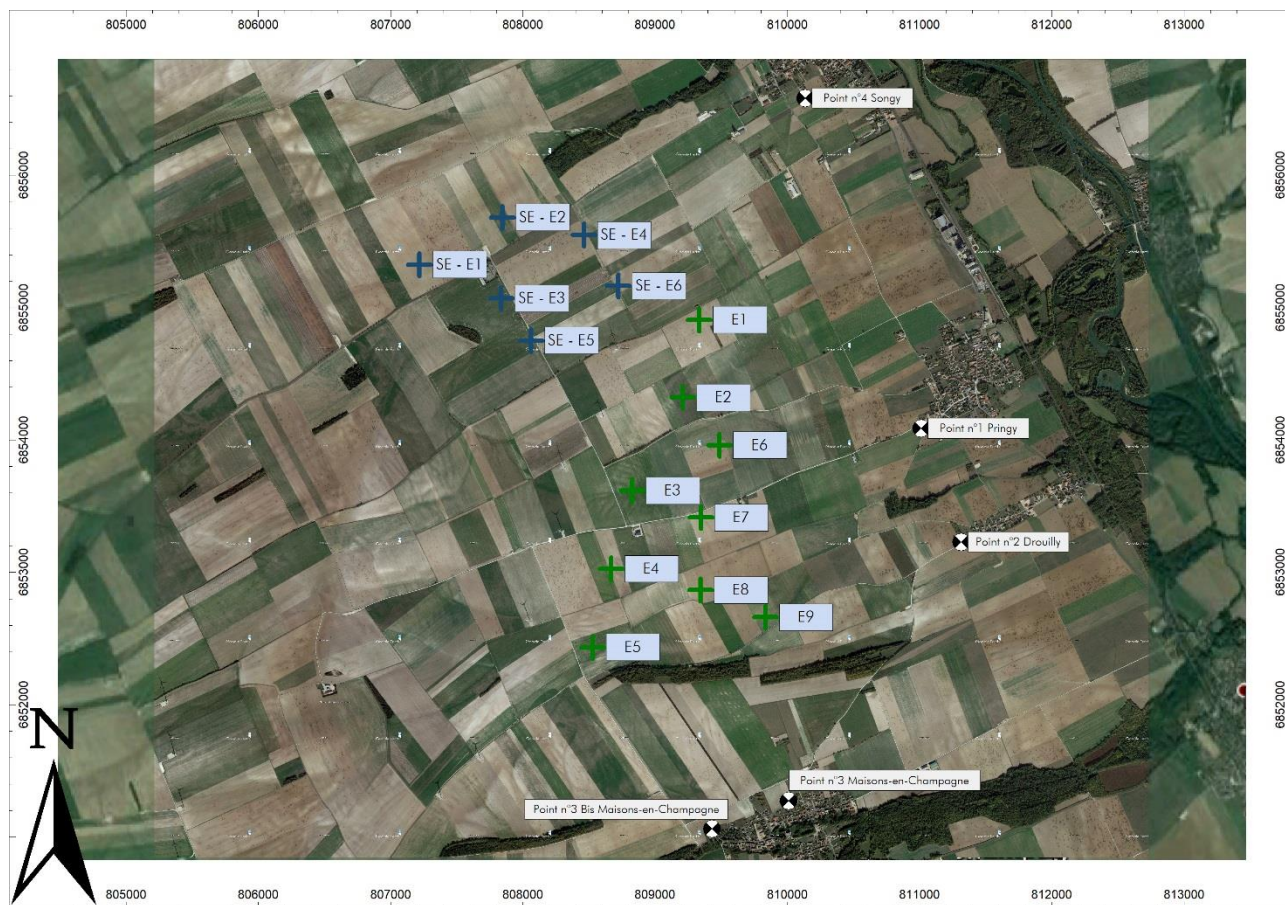 805000 806000 807000 808000 809000 810000 811000 812000 813000
Point n°4 Songy
6856000 6856000
SE - E2
SE - E4
SE - E1
SE - E6
SE - E3
6855000 6855000
E1
SE - E5
E2
Point n°1 Pringy
6854000 6854000
E6
E3
E7
Point n°2 Drouilly
6853000 6853000
E4
E8
E9
E5
6852000 6852000
N
Point n°3 Maisons-en-Champagne
Point n°3 Bis Maisons-en-Champagne
805000 806000 807000 808000 809000 810000 811000 812000 813000